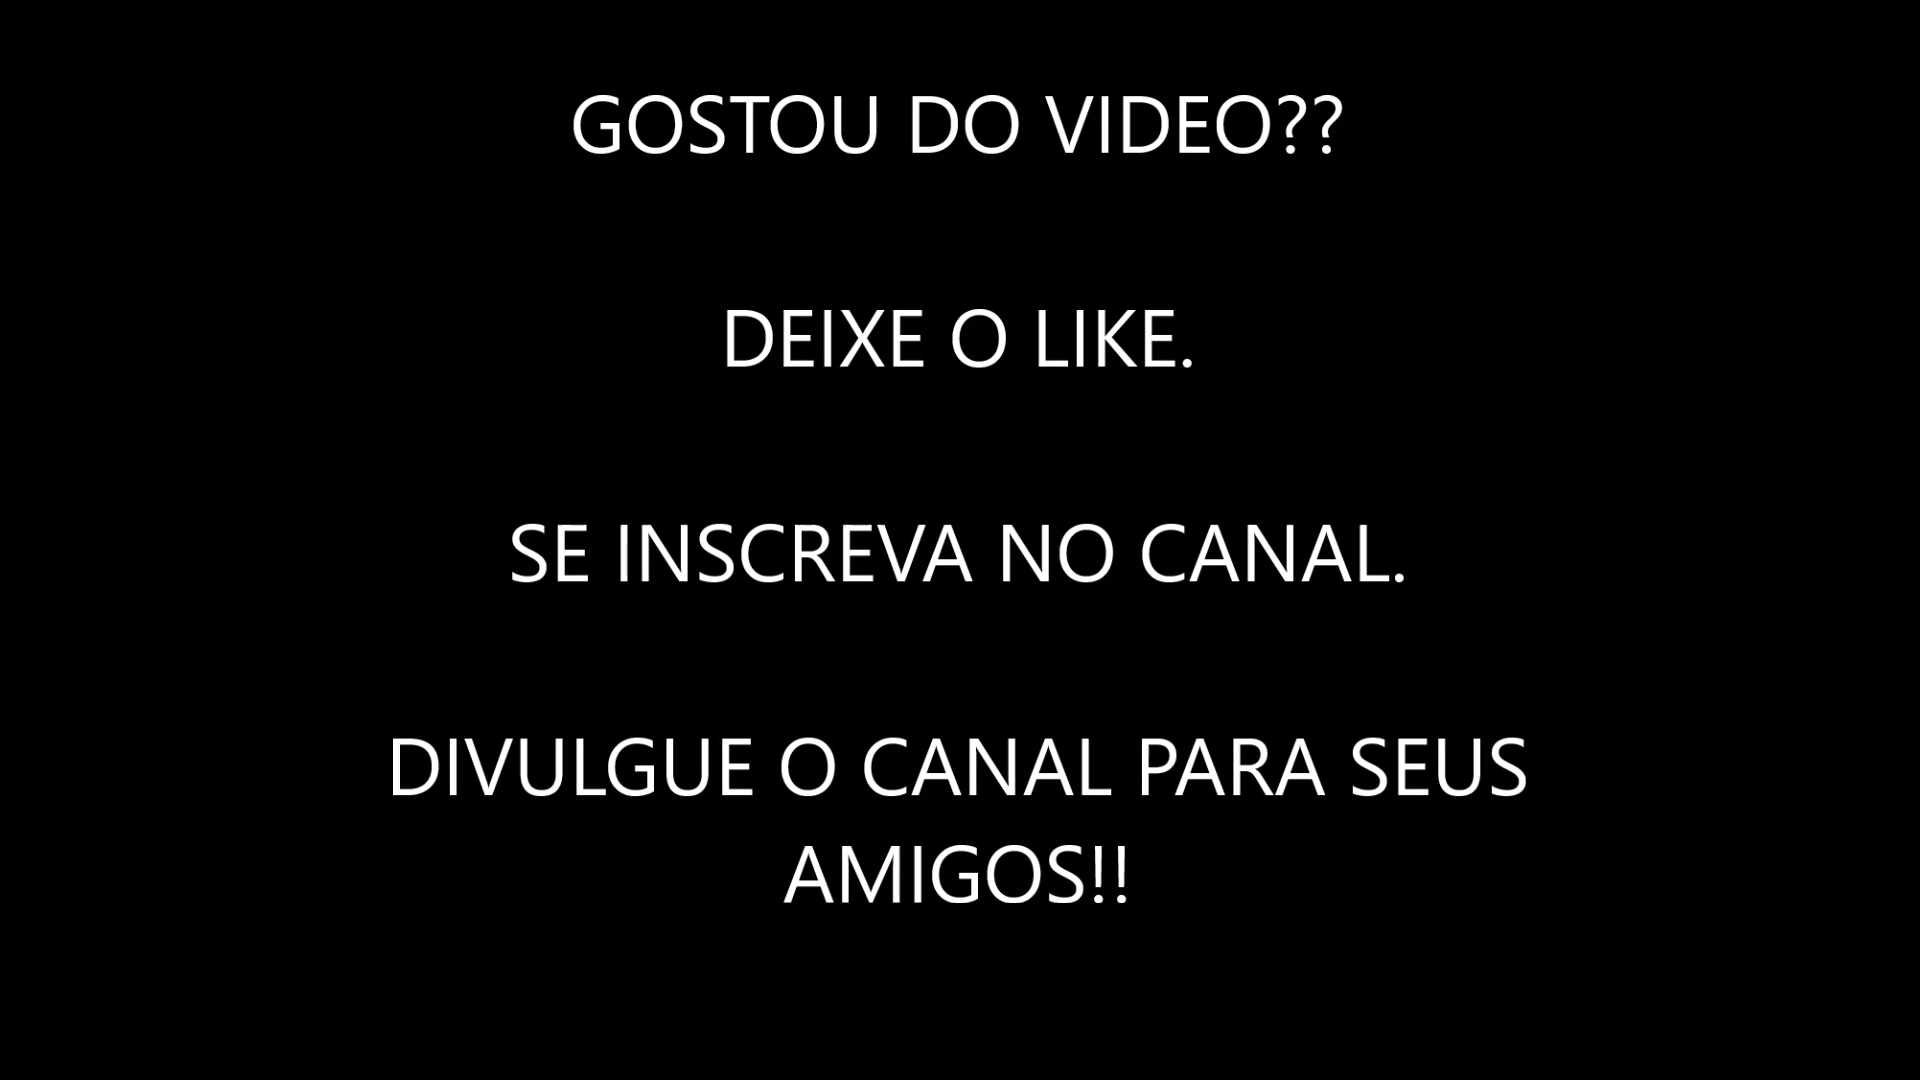 GOSTOU DO VIDEO??
DEIXE O LIKE.
SE INSCREVA NO CANAL.
DIVULGUE O CANAL PARA SEUS
AMIGOS!!